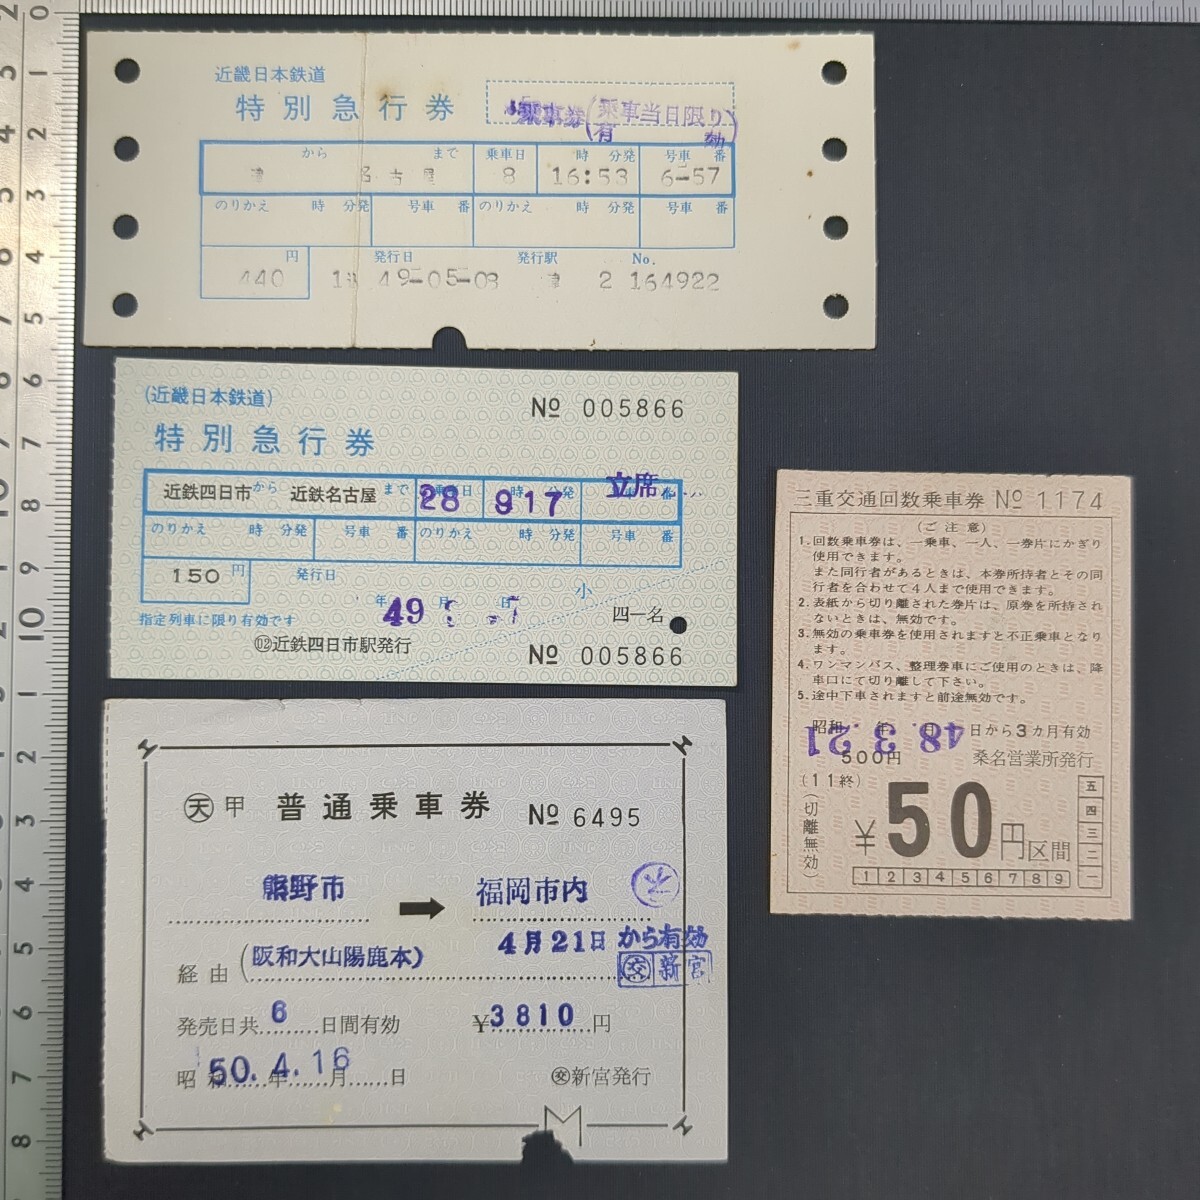 近畿日本鉄道
特別急行券
乗車券(乗車当日限り有効)
から まで 乗車日 時 分発 号車 番
津 名古屋 8 16:53 6-57
のりかえ 時 分発 号車 番 のりかえ 時 分発 号車 番
円 発行日 発行駅 No.
440 49-05-08 津 2 164922
(近畿日本鉄道)
No 005866
特別急行券
近鉄四日市から 近鉄名古屋まで 28 917 立席
のりかえ 時 分発 号車 番 のりかえ 時 分発 号車 番
150円 発行日
年 49 月 日 小
指定列車に限り有効です 四一名
02近鉄四日市駅発行
No 005866
天 甲 普通乗車券 No 6495
熊野市 → 福岡市内
4月21日から有効
経由(阪和大山陽鹿本)
交新宮
発売日共6日間有効 ¥3810円
昭和50.4.16年月日 交新宮発行
三重交通回数乗車券 No 1174
(ご注意)
1.回数乗車券は、一乗車、一人、一券片にかぎり
使用できます。
また同行者があるときは、本券所持者とその同
行者を合わせて4人まで使用できます。
2.表紙から切り離された券片は、原券を所持され
ないときは、無効です。
3.無効の乗車券を使用されますと不正乗車となり
ます。
4.ワンマンバス、整理券車にご使用のときは、降
車口にて切り離して下さい。
5.途中下車されますと前途無効です。
昭和 年 月 日から3カ月有効
48.3.21
500円 桑名営業所発行
(11終)
(切離無効)
¥50円区間
五
四
三
二
一
1 2 3 4 5 6 7 8 9